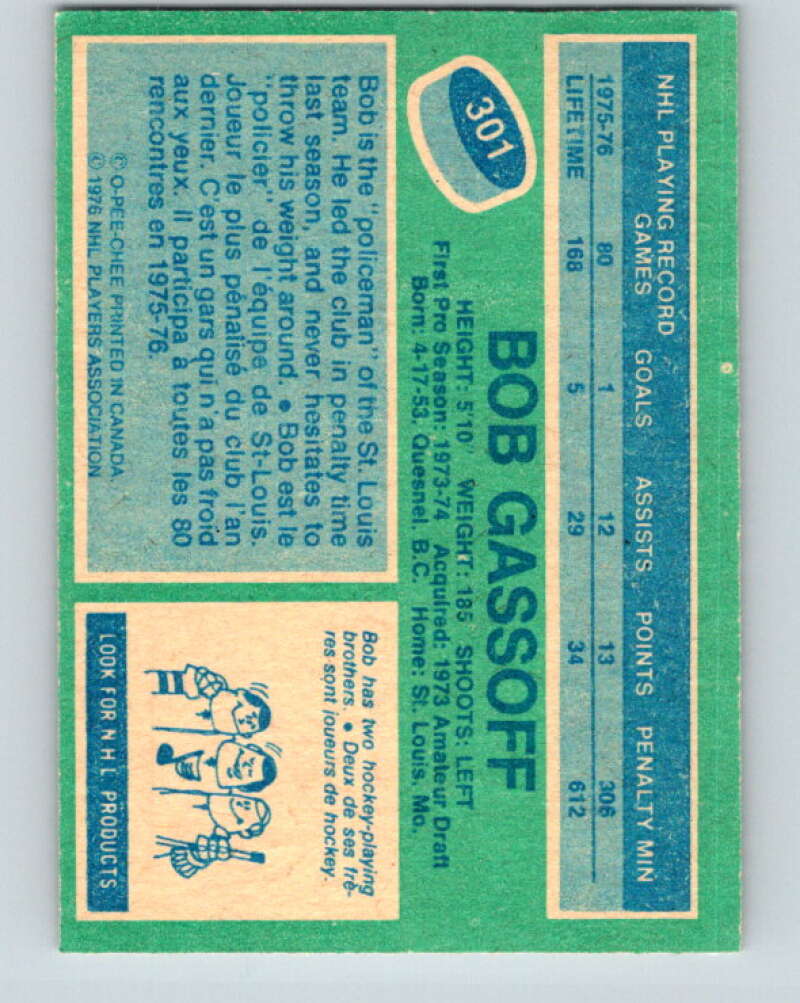 NHL PLAYING RECORD
GAMES GOALS ASSISTS POINTS PENALTY MIN
1975-76 80 1 12 13 306
LIFETIME 168 5 29 34 612
301
BOB GASSOFF
HEIGHT: 5'10" WEIGHT: 185 SHOOTS: LEFT
First Pro Season: 1973-74 Acquired: 1973 Amateur Draft
Born: 4-17-53, Quesnel, B.C. Home: St. Louis, Mo.
Bob is the "policeman" of the St. Louis
team. He led the club in penalty time
last season, and never hesitates to
throw his weight around. • Bob est le
"policier" de l'équipe de St-Louis.
Joueur le plus pénalisé du club l'an
dernier. C'est un gars qui n'a pas froid
aux yeux. Il participa à toutes les 80
rencontres en 1975-76.
© O-PEE-CHEE PRINTED IN CANADA.
© 1976 NHL PLAYERS ASSOCIATION
Bob has two hockey-playing
brothers. • Deux de ses frè-
res sont joueurs de hockey.
LOOK FOR N H L PRODUCTS